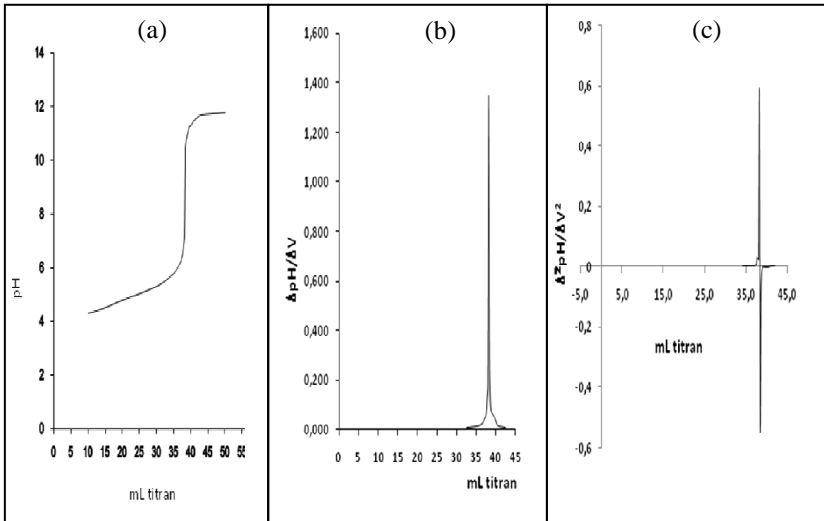 (a)
14
12
10
8
6
4
2
0
pH
0 5 10 15 20 25 30 35 40 45 50 55
mL titran
(b)
1,600
1,400
1,200
1,000
0,800
0,600
0,400
0,200
0,000
ΔpH/ΔV
0 5 10 15 20 25 30 35 40 45
mL titran
(c)
0,8
0,6
0,4
0,2
0
-0,2
-0,4
-0,6
Δ²pH/ΔV²
-5,0 5,0 15,0 25,0 35,0 45,0
mL titran